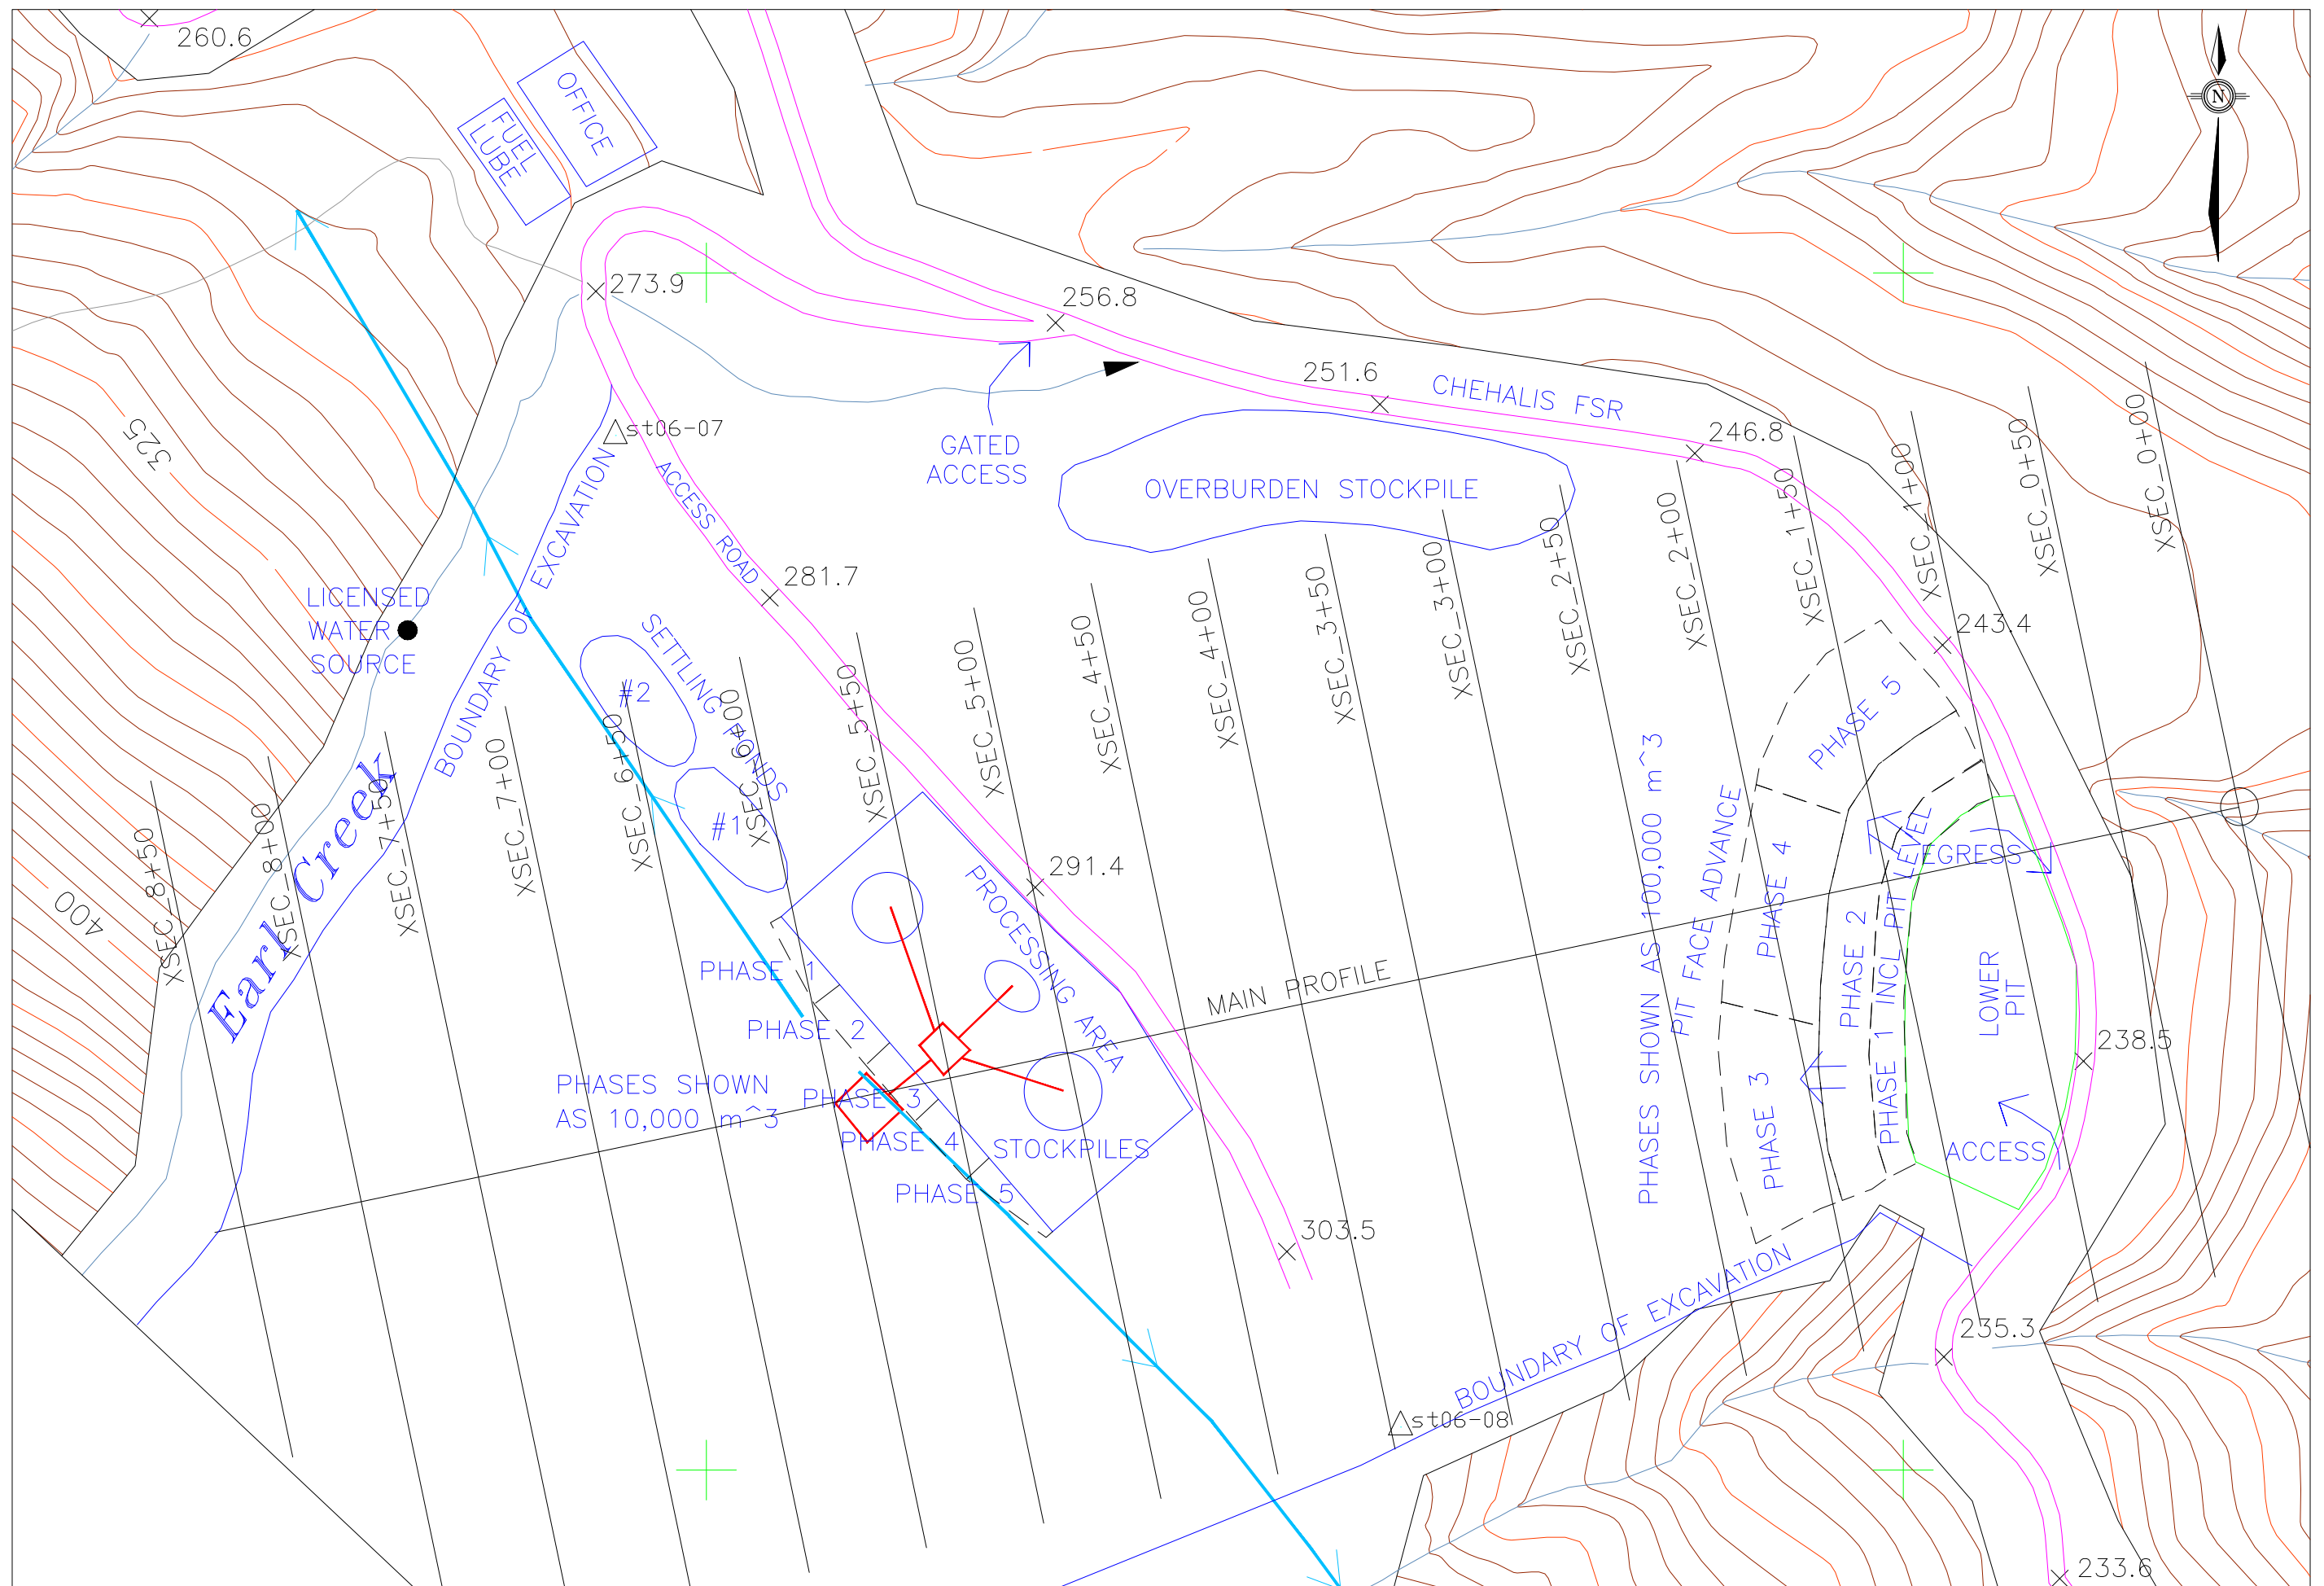 260.6
OFFICE
FUEL
LUBE
N
273.9
256.8
251.6
CHEHALIS FSR
246.8
GATED
ACCESS
325
st06-07
ACCESS ROAD
OVERBURDEN STOCKPILE
281.7
BOUNDARY OF EXCAVATION
LICENSED
WATER
SOURCE
SETTLING PONDS
#2
#1
243.4
XSEC_8+50
XSEC_8+00
XSEC_7+50
XSEC_7+00
XSEC_6+50
XSEC_6+00
XSEC_5+50
XSEC_5+00
XSEC_4+50
XSEC_4+00
XSEC_3+50
XSEC_3+00
XSEC_2+50
XSEC_2+00
XSEC_1+50
XSEC_1+00
XSEC_0+50
XSEC_0+00
Earl Creek
400
291.4
PROCESSING AREA
STOCKPILES
MAIN PROFILE
PHASE 1
PHASE 2
PHASE 3
PHASE 4
PHASE 5
PHASES SHOWN
AS 10,000 m^3
PHASES SHOWN AS 100,000 m^3
PIT FACE ADVANCE
PHASE 5
PHASE 4
PHASE 3
PHASE 2
PHASE 1 INCL PIT LEVEL
EGRESS
LOWER
PIT
ACCESS
238.5
303.5
235.3
BOUNDARY OF EXCAVATION
st06-08
233.6